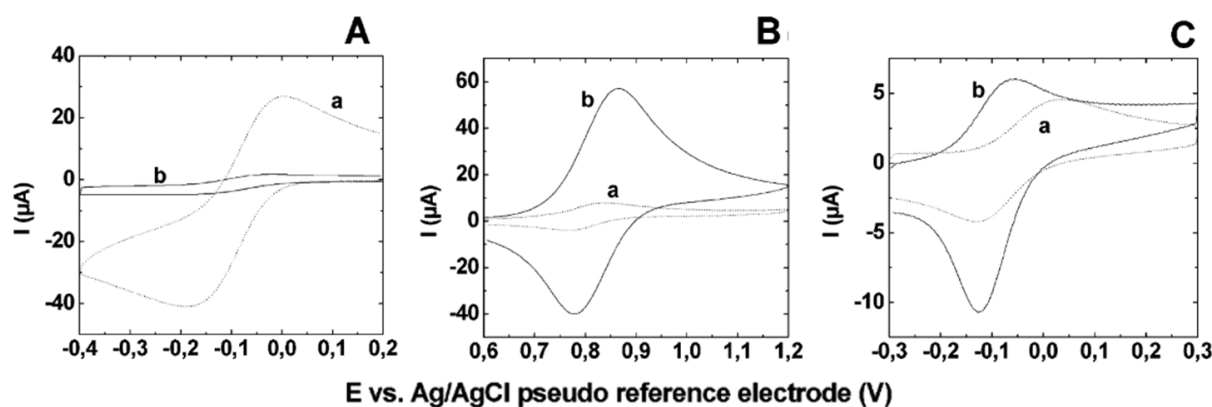 A
I (µA)
40
20
0
-20
-40
a
b
-0,4 -0,3 -0,2 -0,1 0,0 0,1 0,2
B
I (µA)
60
40
20
0
-20
-40
b
a
0,6 0,7 0,8 0,9 1,0 1,1 1,2
C
I (µA)
5
0
-5
-10
b
a
-0,3 -0,2 -0,1 0,0 0,1 0,2 0,3
E vs. Ag/AgCl pseudo reference electrode (V)